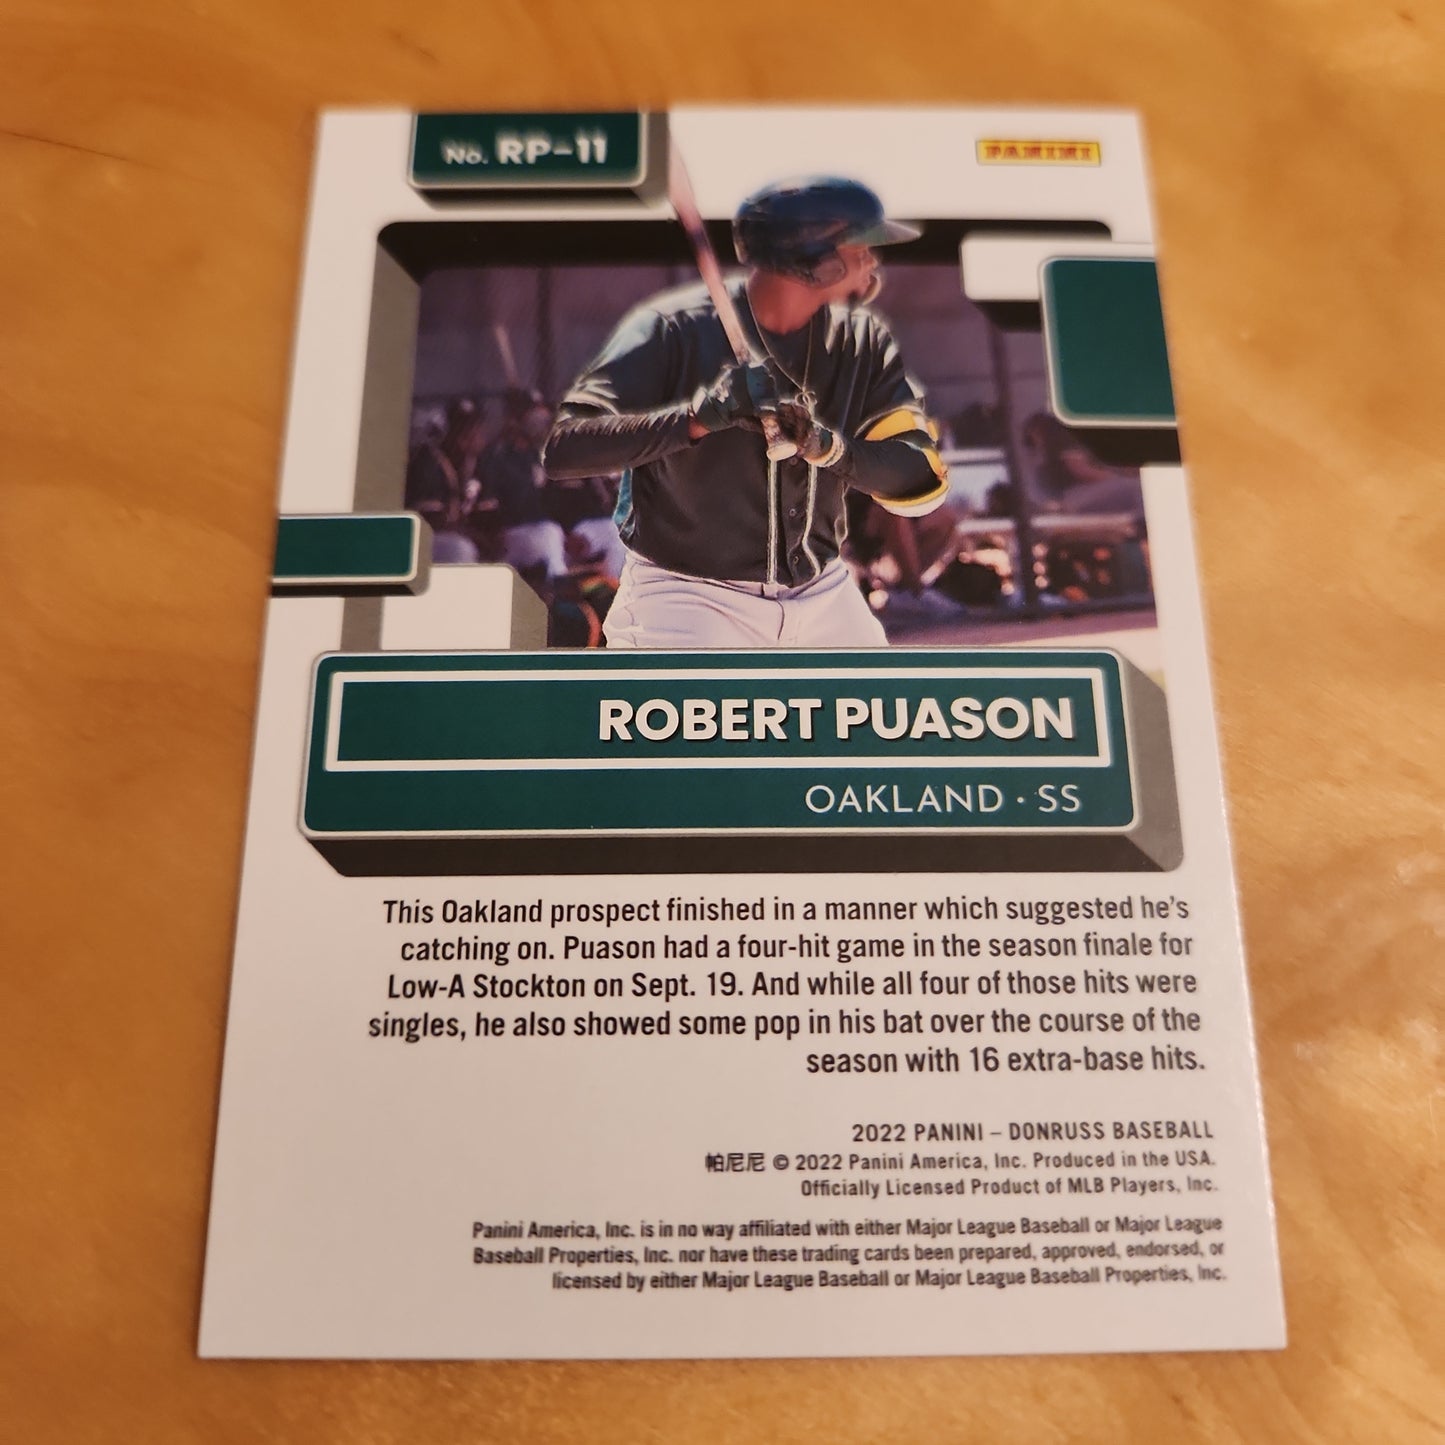 No. RP-11
PANINI
ROBERT PUASON
OAKLAND · SS
This Oakland prospect finished in a manner which suggested he's
catching on. Puason had a four-hit game in the season finale for
Low-A Stockton on Sept. 19. And while all four of those hits were
singles, he also showed some pop in his bat over the course of the
season with 16 extra-base hits.
2022 PANINI – DONRUSS BASEBALL
帕尼尼 © 2022 Panini America, Inc. Produced in the USA.
Officially Licensed Product of MLB Players, Inc.
Panini America, Inc. is in no way affiliated with either Major League Baseball or Major League
Baseball Properties, Inc. nor have these trading cards been prepared, approved, endorsed, or
licensed by either Major League Baseball or Major League Baseball Properties, Inc.